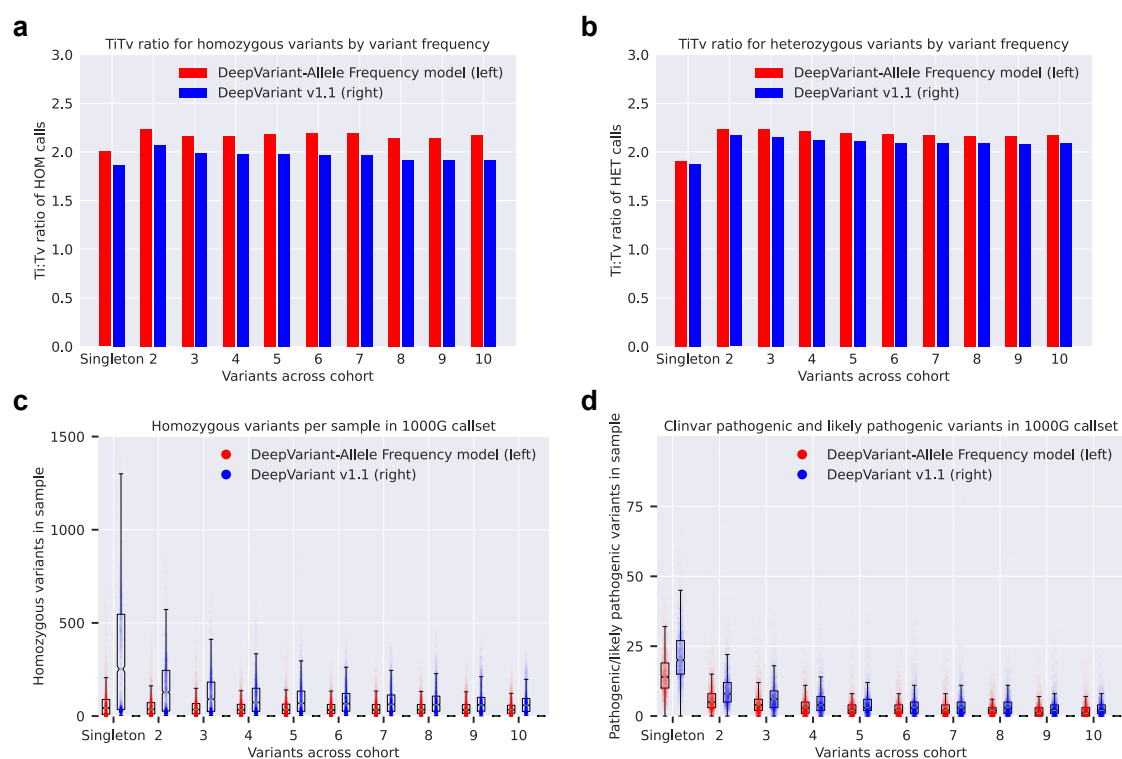 a
TiTv ratio for homozygous variants by variant frequency
3.0
2.5
2.0
1.5
1.0
0.5
0.0
Ti:Tv ratio of HOM calls
DeepVariant-Allele Frequency model (left)
DeepVariant v1.1 (right)
Singleton 2 3 4 5 6 7 8 9 10
Variants across cohort
b
TiTv ratio for heterozygous variants by variant frequency
3.0
2.5
2.0
1.5
1.0
0.5
0.0
Ti:Tv ratio of HET calls
DeepVariant-Allele Frequency model (left)
DeepVariant v1.1 (right)
Singleton 2 3 4 5 6 7 8 9 10
Variants across cohort
c
Homozygous variants per sample in 1000G callset
1500
1000
500
0
Homozygous variants in sample
DeepVariant-Allele Frequency model (left)
DeepVariant v1.1 (right)
Singleton 2 3 4 5 6 7 8 9 10
Variants across cohort
d
Clinvar pathogenic and likely pathogenic variants in 1000G callset
75
50
25
0
Pathogenic/likely pathogenic variants in sample
DeepVariant-Allele Frequency model (left)
DeepVariant v1.1 (right)
Singleton 2 3 4 5 6 7 8 9 10
Variants across cohort